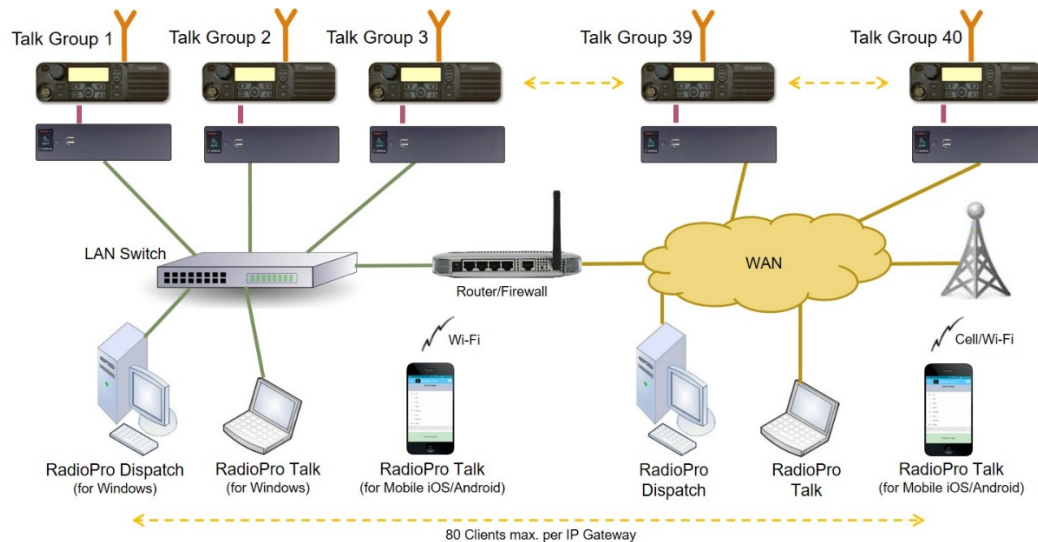 Talk Group 1
Talk Group 2
Talk Group 3
Talk Group 39
Talk Group 40
LAN Switch
Router/Firewall
WAN
Wi-Fi
Cell/Wi-Fi
RadioPro Dispatch
(for Windows)
RadioPro Talk
(for Windows)
RadioPro Talk
(for Mobile iOS/Android)
RadioPro
Dispatch
RadioPro
Talk
RadioPro Talk
(for Mobile iOS/Android)
80 Clients max. per IP Gateway